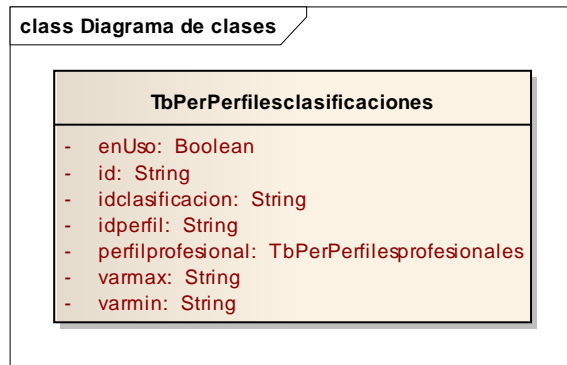 class Diagrama de clases
TbPerPerfilesclasificaciones
- enUso: Boolean
- id: String
- idclasificacion: String
- idperfil: String
- perfilprofesional: TbPerPerfilesprofesionales
- varmax: String
- varmin: String